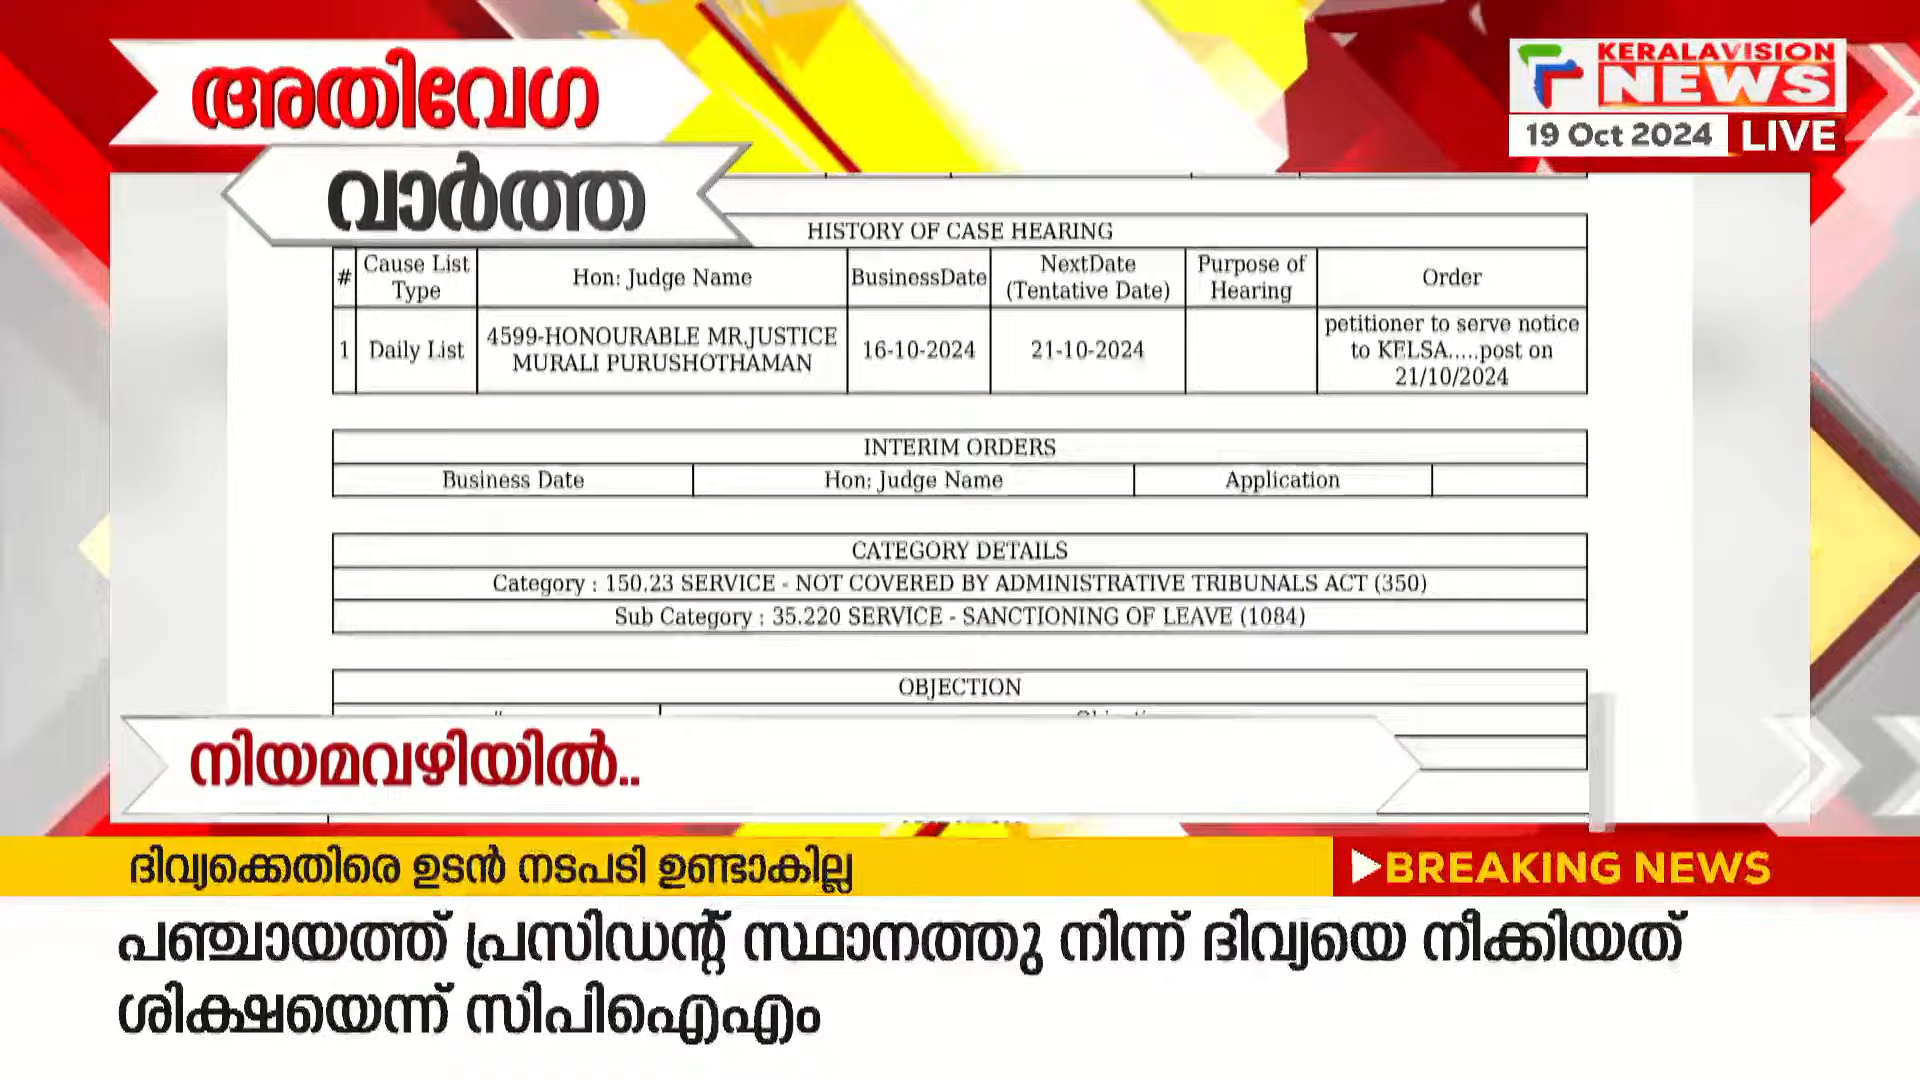 അതിവേഗ
വാർത്ത
KERALAVISION
NEWS
19 Oct 2024 LIVE
HISTORY OF CASE HEARING
# Cause List Type Hon: Judge Name BusinessDate NextDate (Tentative Date) Purpose of Hearing Order
1 Daily List 4599-HONOURABLE MR.JUSTICE MURALI PURUSHOTHAMAN 16-10-2024 21-10-2024 petitioner to serve notice to KELSA.....post on 21/10/2024
INTERIM ORDERS
Business Date Hon: Judge Name Application
CATEGORY DETAILS
Category : 150.23 SERVICE - NOT COVERED BY ADMINISTRATIVE TRIBUNALS ACT (350)
Sub Category : 35.220 SERVICE - SANCTIONING OF LEAVE (1084)
OBJECTION
നിയമവഴിയിൽ..
ദിവ്യക്കെതിരെ ഉടൻ നടപടി ഉണ്ടാകില്ല
BREAKING NEWS
പഞ്ചായത്ത് പ്രസിഡന്റ് സ്ഥാനത്തു നിന്ന് ദിവ്യയെ നീക്കിയത്
ശിക്ഷയെന്ന് സിപിഐഎം